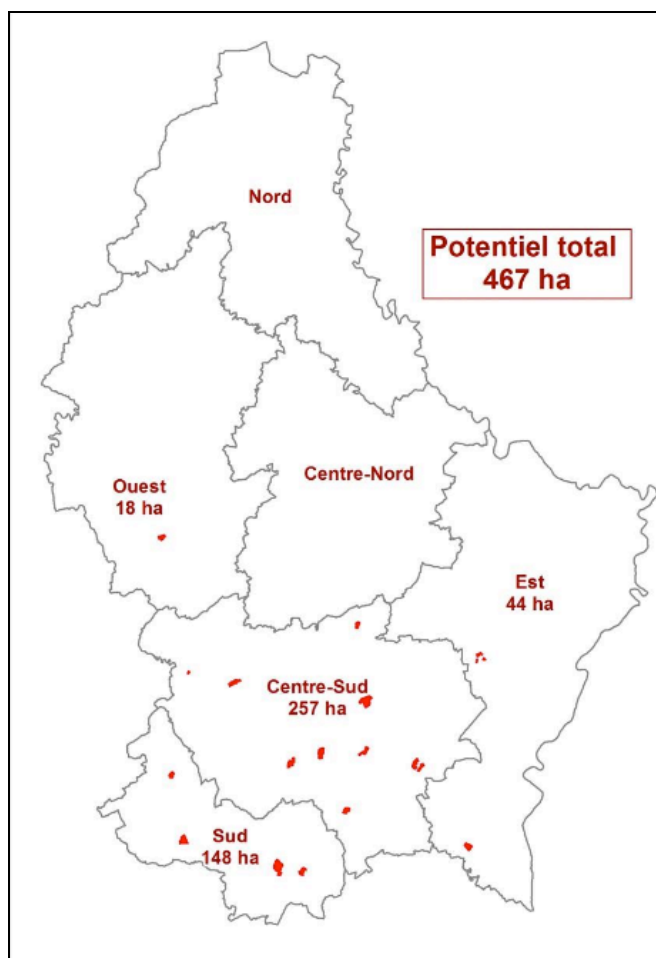 Nord
Potentiel total
467 ha
Ouest
18 ha
Centre-Nord
Est
44 ha
Centre-Sud
257 ha
Sud
148 ha